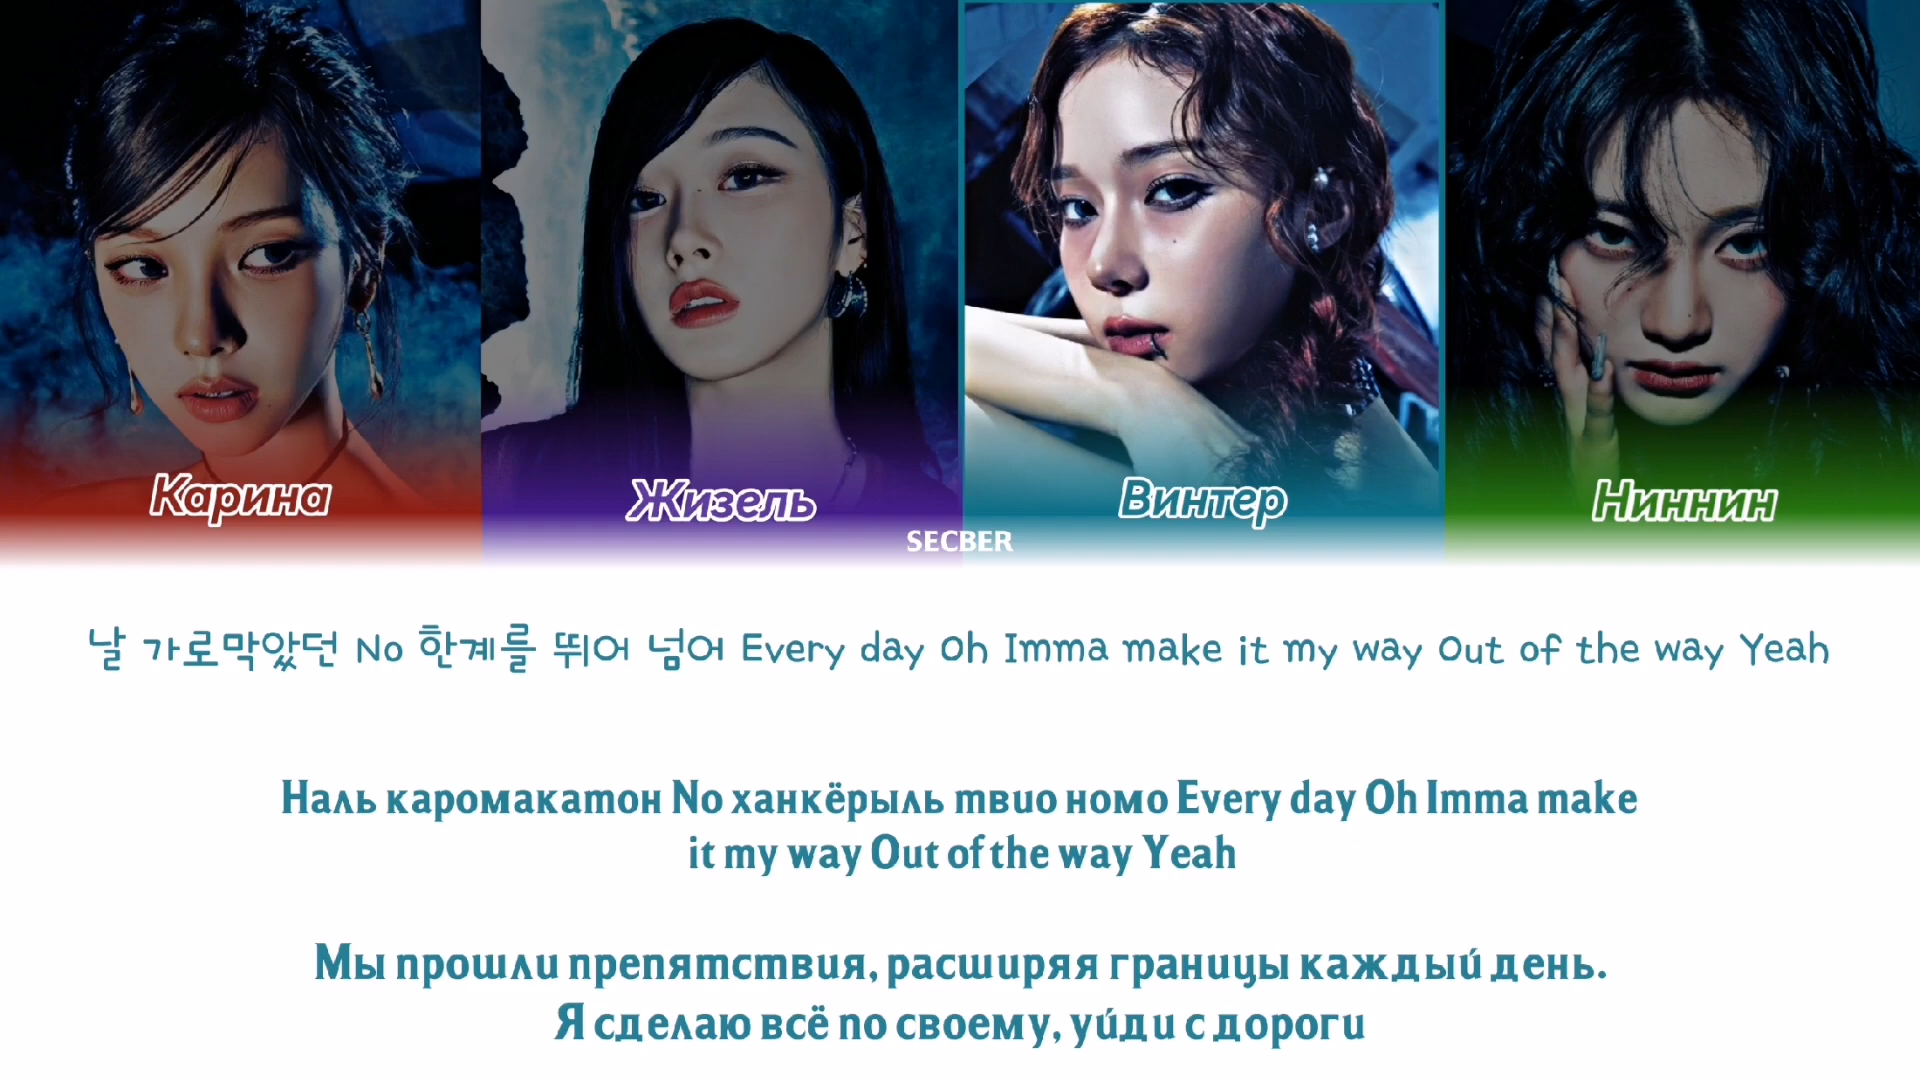 Карина
Жизель
Винтер
Ниннин
SECBER
날 가로막았던 No 한계를 뛰어 넘어 Every day Oh Imma make it my way Out of the way Yeah
Наль каромакатон No ханкёрыль твио номо Every day Oh Imma make
it my way Out of the way Yeah
Мы прошли препятствия, расширяя границы каждый день.
Я сделаю всё по своему, уйди с дороги